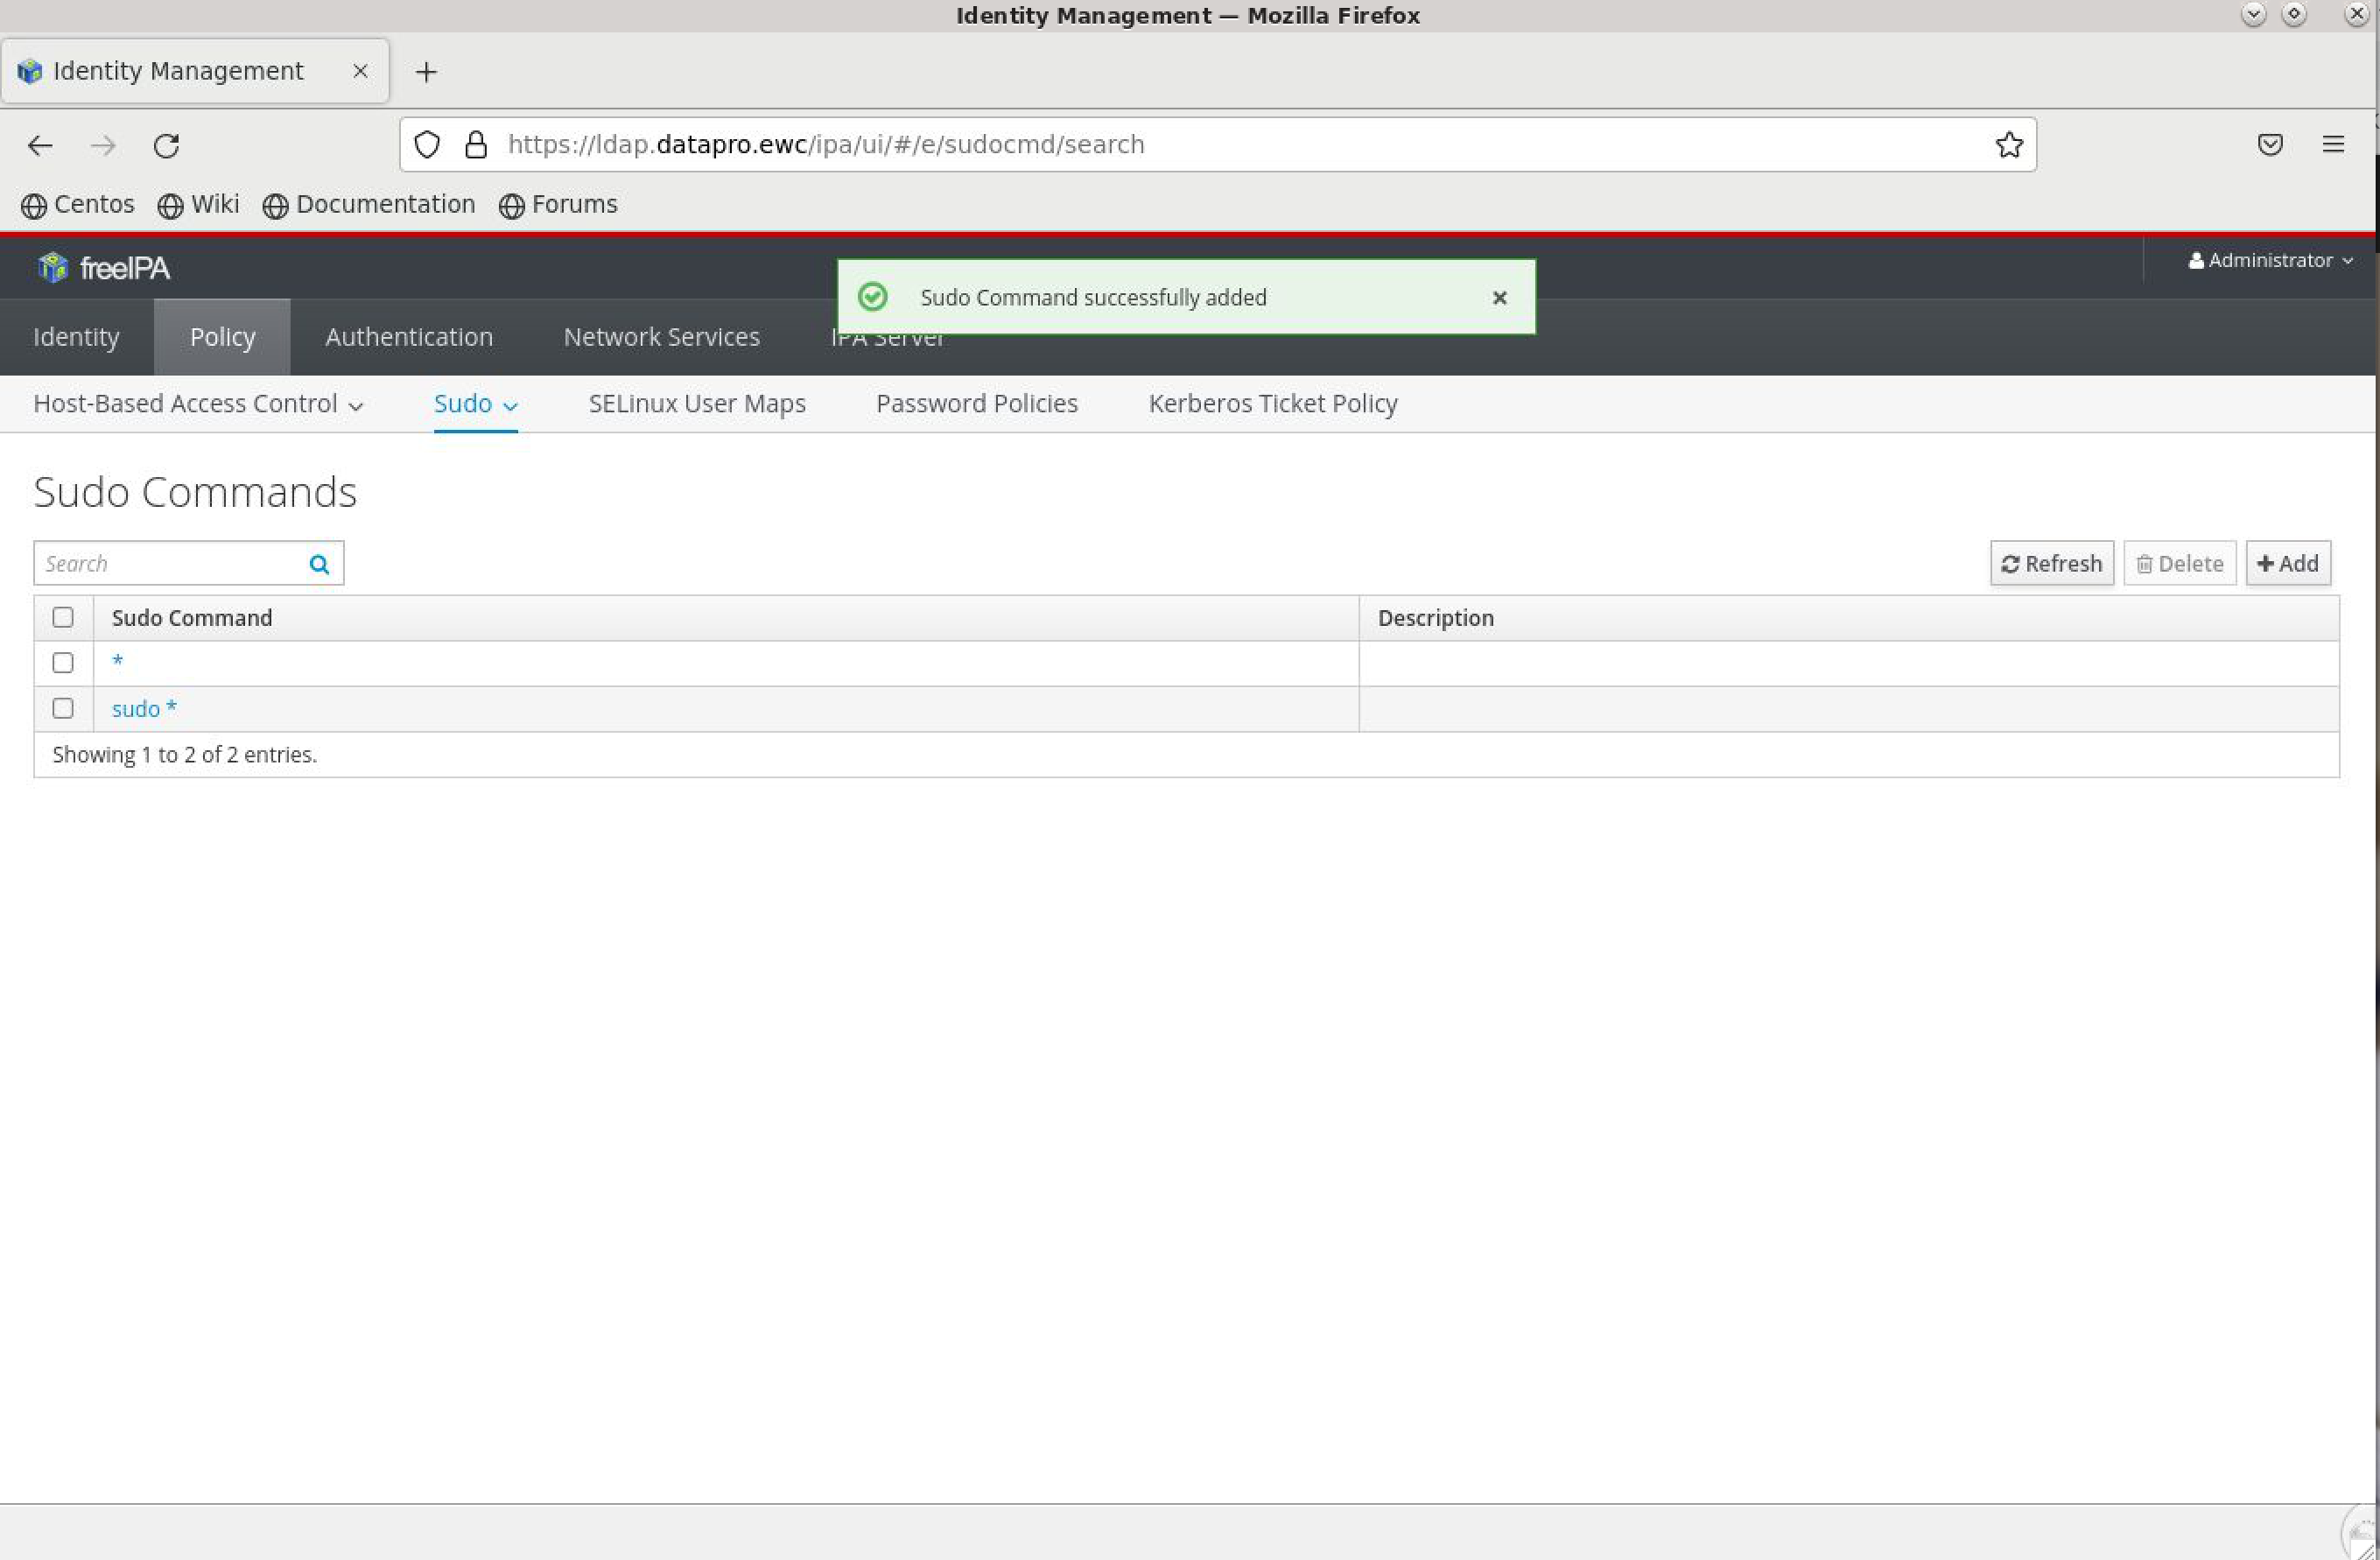 Identity Management — Mozilla Firefox
Identity Management
https://ldap.datapro.ewc/ipa/ui/#/e/sudocmd/search
Centos Wiki Documentation Forums
freeIPA
Administrator
Sudo Command successfully added
Identity Policy Authentication Network Services IPA Server
Host-Based Access Control Sudo SELinux User Maps Password Policies Kerberos Ticket Policy
Sudo Commands
Search Refresh Delete + Add
Sudo Command Description
*
sudo *
Showing 1 to 2 of 2 entries.